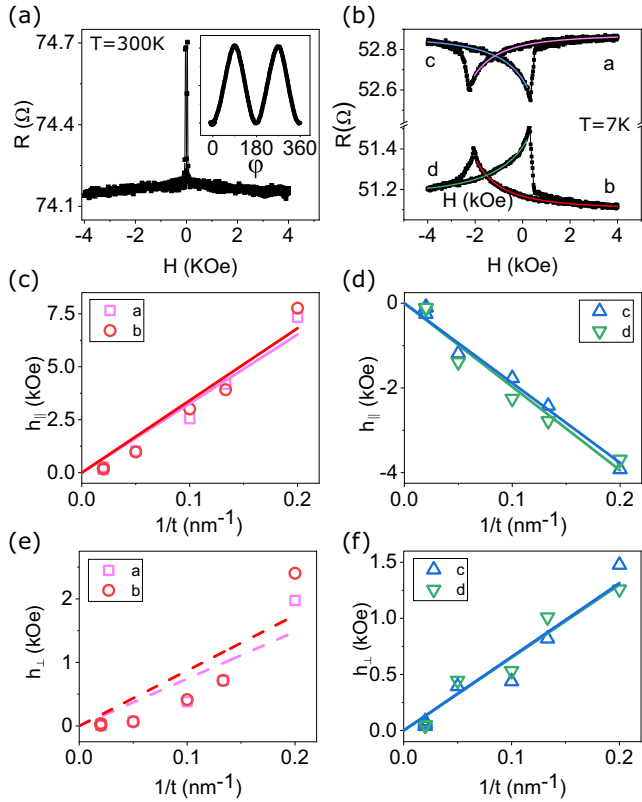 (a)
T=300K
R (Ω)
74.7
74.4
74.1
0 180 360
φ
-4 -2 0 2 4
H (KOe)
(b)
R(Ω)
52.8
52.6
51.4
51.2
c
a
T=7K
d
b
H (kOe)
-4 -2 0 2 4
H (kOe)
(c)
a
b
h∥ (kOe)
7.5
5.0
2.5
0.0
0.0 0.1 0.2
1/t (nm⁻¹)
(d)
c
d
h∥ (kOe)
0
-2
-4
0.0 0.1 0.2
1/t (nm⁻¹)
(e)
a
b
h⊥ (kOe)
2
1
0
0.0 0.1 0.2
1/t (nm⁻¹)
(f)
c
d
h⊥ (kOe)
1.5
1.0
0.5
0.0
0.0 0.1 0.2
1/t (nm⁻¹)